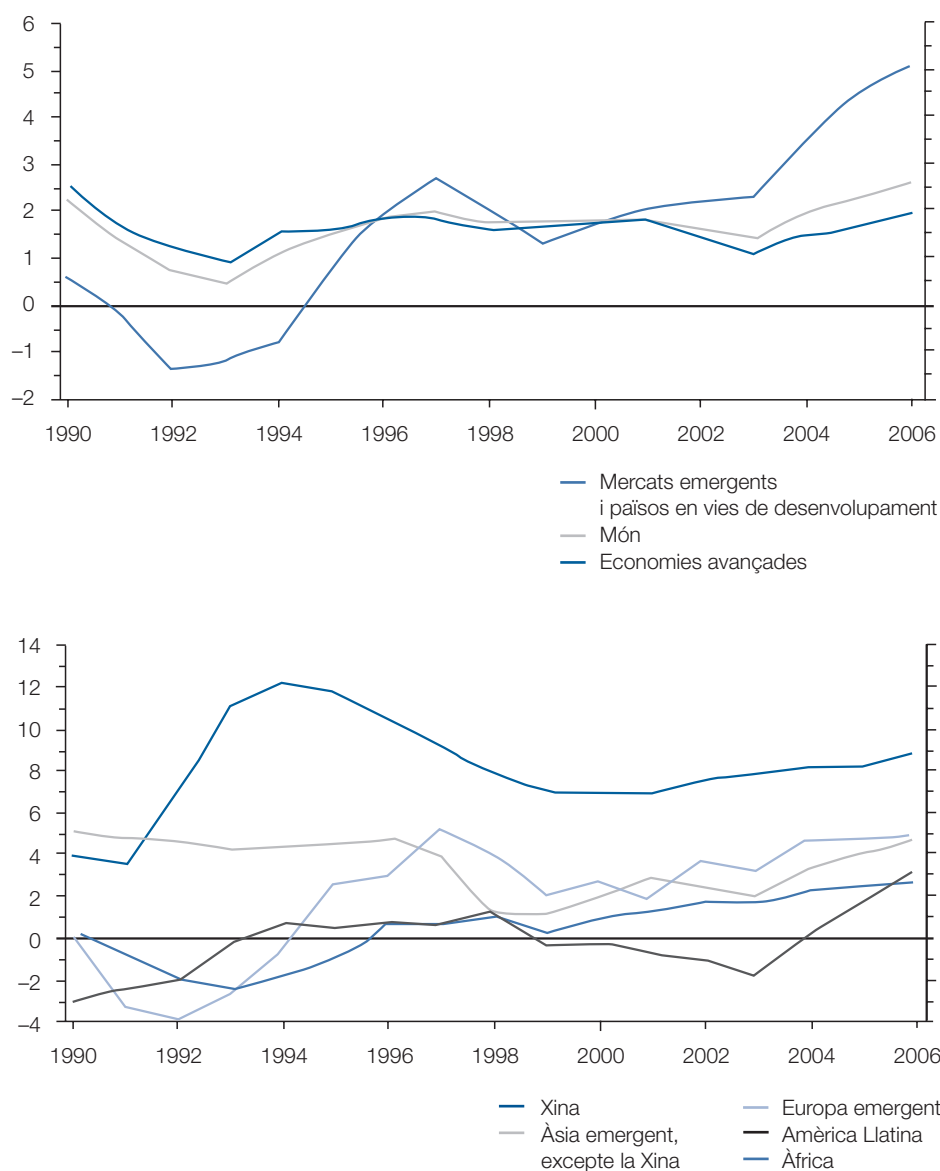 6
5
4
3
2
1
0
–1
–2
1990 1992 1994 1996 1998 2000 2002 2004 2006
Mercats emergents
i països en vies de desenvolupament
Món
Economies avançades
14
12
10
8
6
4
2
0
–2
–4
1990 1992 1994 1996 1998 2000 2002 2004 2006
Xina
Àsia emergent,
excepte la Xina
Europa emergent
Amèrica Llatina
Àfrica